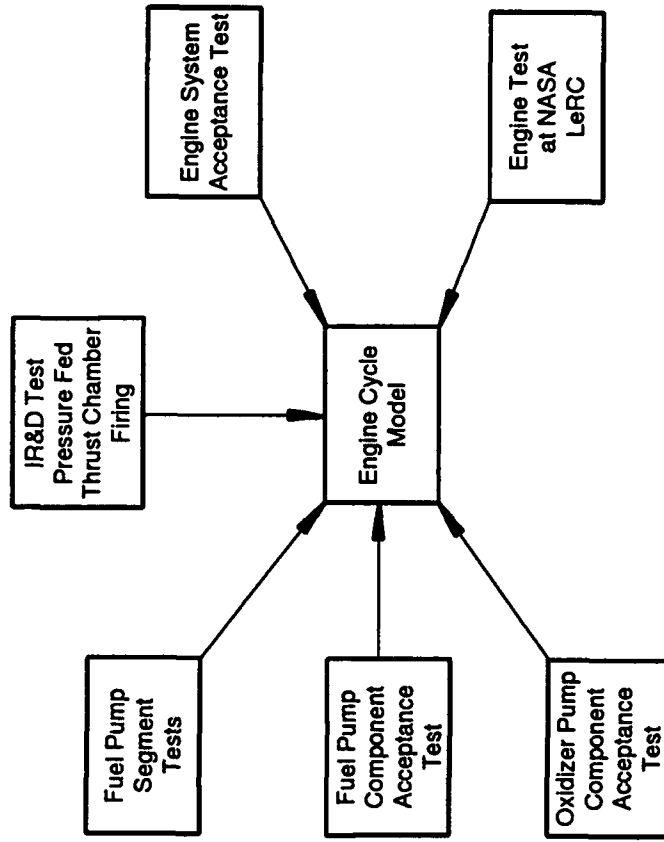 IR&D Test
Pressure Fed
Thrust Chamber
Firing
Fuel Pump
Segment
Tests
Engine System
Acceptance Test
Fuel Pump
Component
Acceptance
Test
Engine Cycle
Model
Oxidizer Pump
Component
Acceptance
Test
Engine Test
at NASA
LeRC